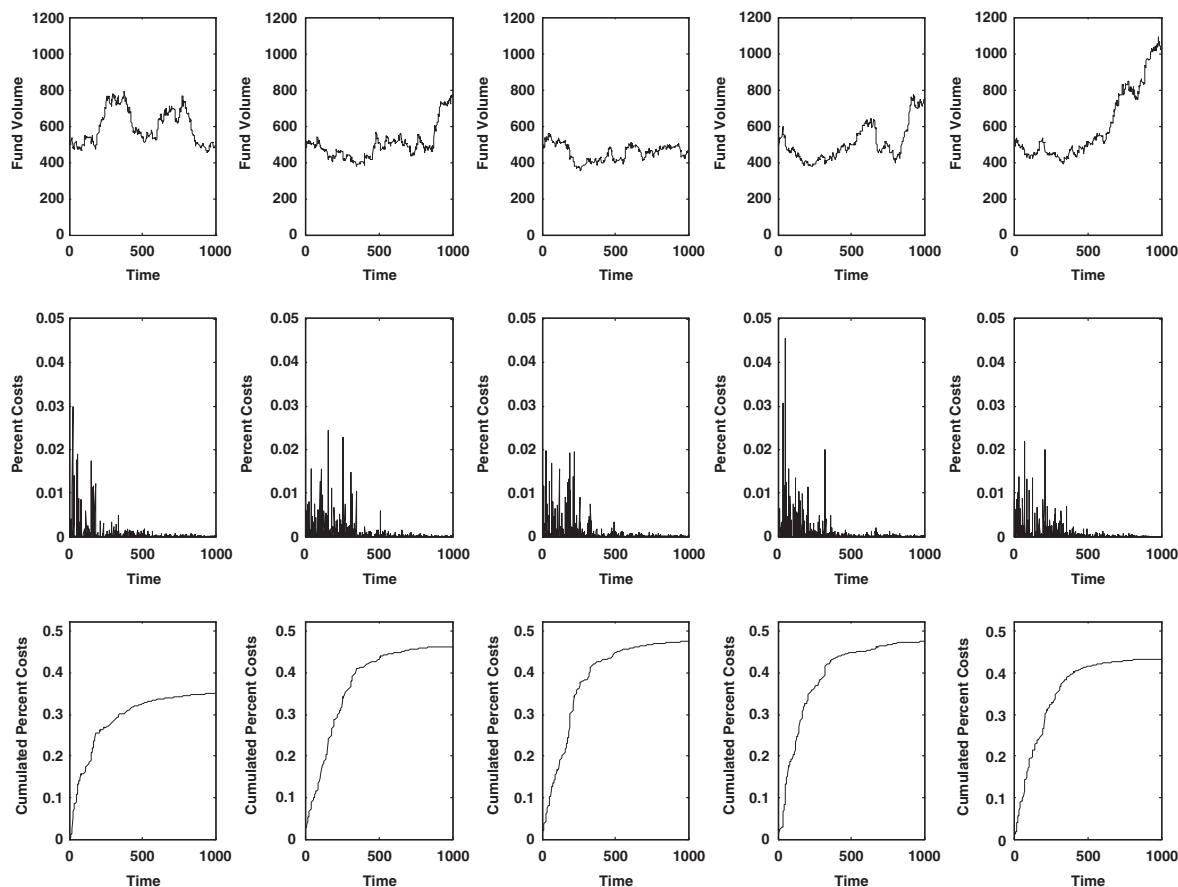 1200 1200 1200 1200 1200
1000 1000 1000 1000 1000
800 800 800 800 800
600 600 600 600 600
400 400 400 400 400
200 200 200 200 200
0 0 0 0 0
Fund Volume Fund Volume Fund Volume Fund Volume Fund Volume
0 500 1000 0 500 1000 0 500 1000 0 500 1000 0 500 1000
Time Time Time Time Time
0.05 0.05 0.05 0.05 0.05
0.04 0.04 0.04 0.04 0.04
0.03 0.03 0.03 0.03 0.03
0.02 0.02 0.02 0.02 0.02
0.01 0.01 0.01 0.01 0.01
0 0 0 0 0
Percent Costs Percent Costs Percent Costs Percent Costs Percent Costs
0 500 1000 0 500 1000 0 500 1000 0 500 1000 0 500 1000
Time Time Time Time Time
0.5 0.5 0.5 0.5 0.5
0.4 0.4 0.4 0.4 0.4
0.3 0.3 0.3 0.3 0.3
0.2 0.2 0.2 0.2 0.2
0.1 0.1 0.1 0.1 0.1
0 0 0 0 0
Cumulated Percent Costs Cumulated Percent Costs Cumulated Percent Costs Cumulated Percent Costs Cumulated Percent Costs
0 500 1000 0 500 1000 0 500 1000 0 500 1000 0 500 1000
Time Time Time Time Time